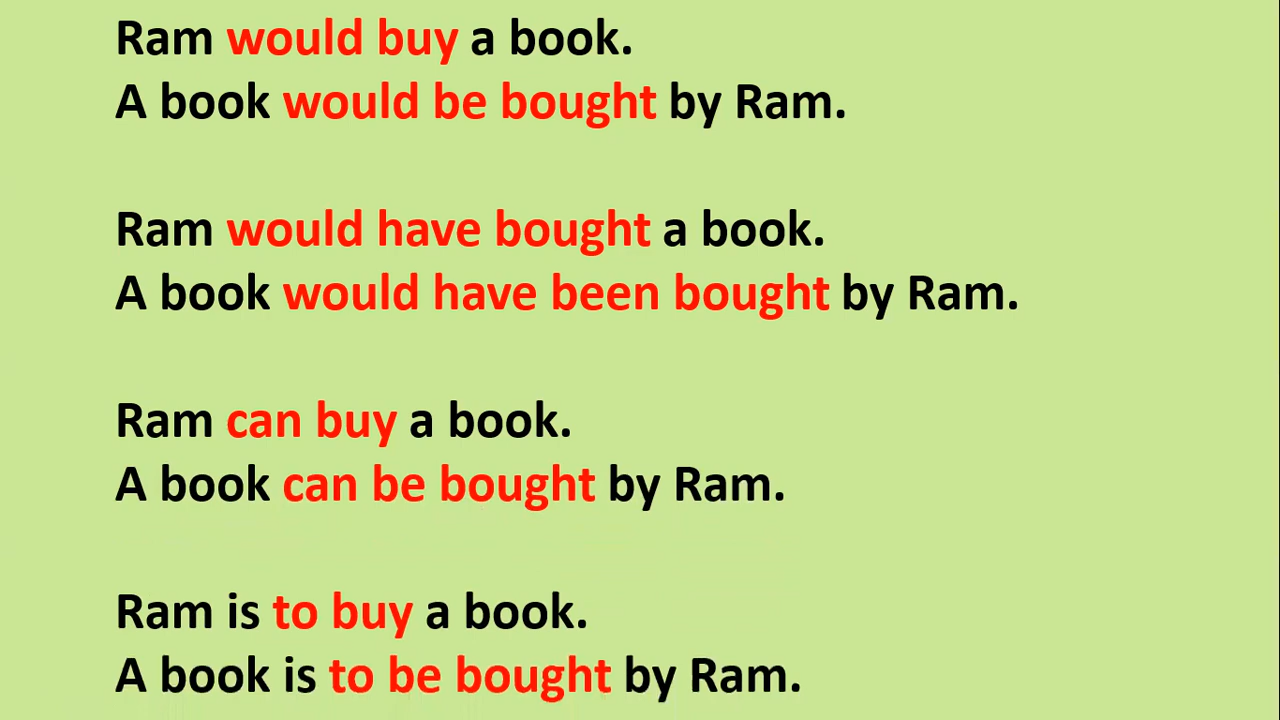 Ram would buy a book.
A book would be bought by Ram.
Ram would have bought a book.
A book would have been bought by Ram.
Ram can buy a book.
A book can be bought by Ram.
Ram is to buy a book.
A book is to be bought by Ram.